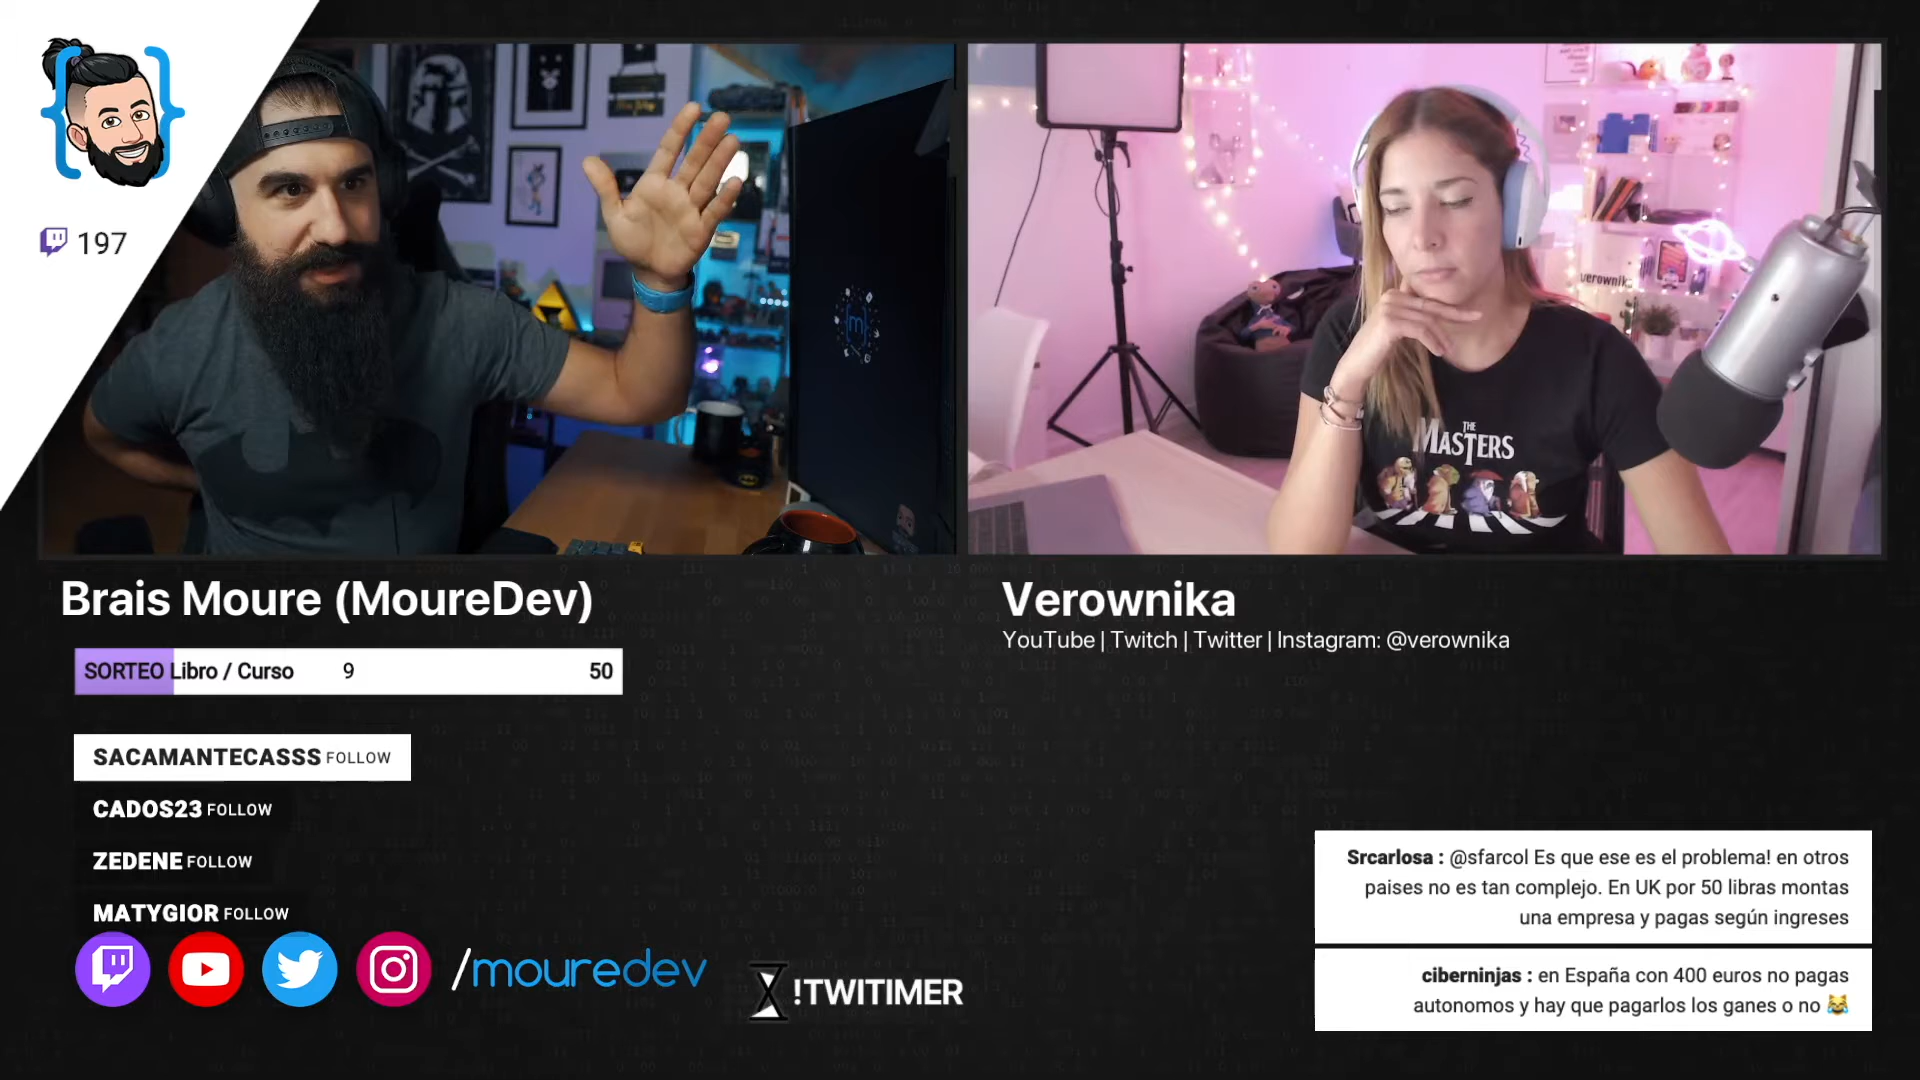 197
{m}
verownik
THE
MASTERS
Brais Moure (MoureDev)
Verownika
YouTube | Twitch | Twitter | Instagram: @verownika
SORTEO Libro / Curso 9 50
SACAMANTECASSS FOLLOW
CADOS23 FOLLOW
ZEDENE FOLLOW
MATYGIOR FOLLOW
/mouredev
!TWITIMER
Srcarlosa : @sfarcol Es que ese es el problema! en otros
paises no es tan complejo. En UK por 50 libras montas
una empresa y pagas según ingreses
ciberninjas : en España con 400 euros no pagas
autonomos y hay que pagarlos los ganes o no 😹